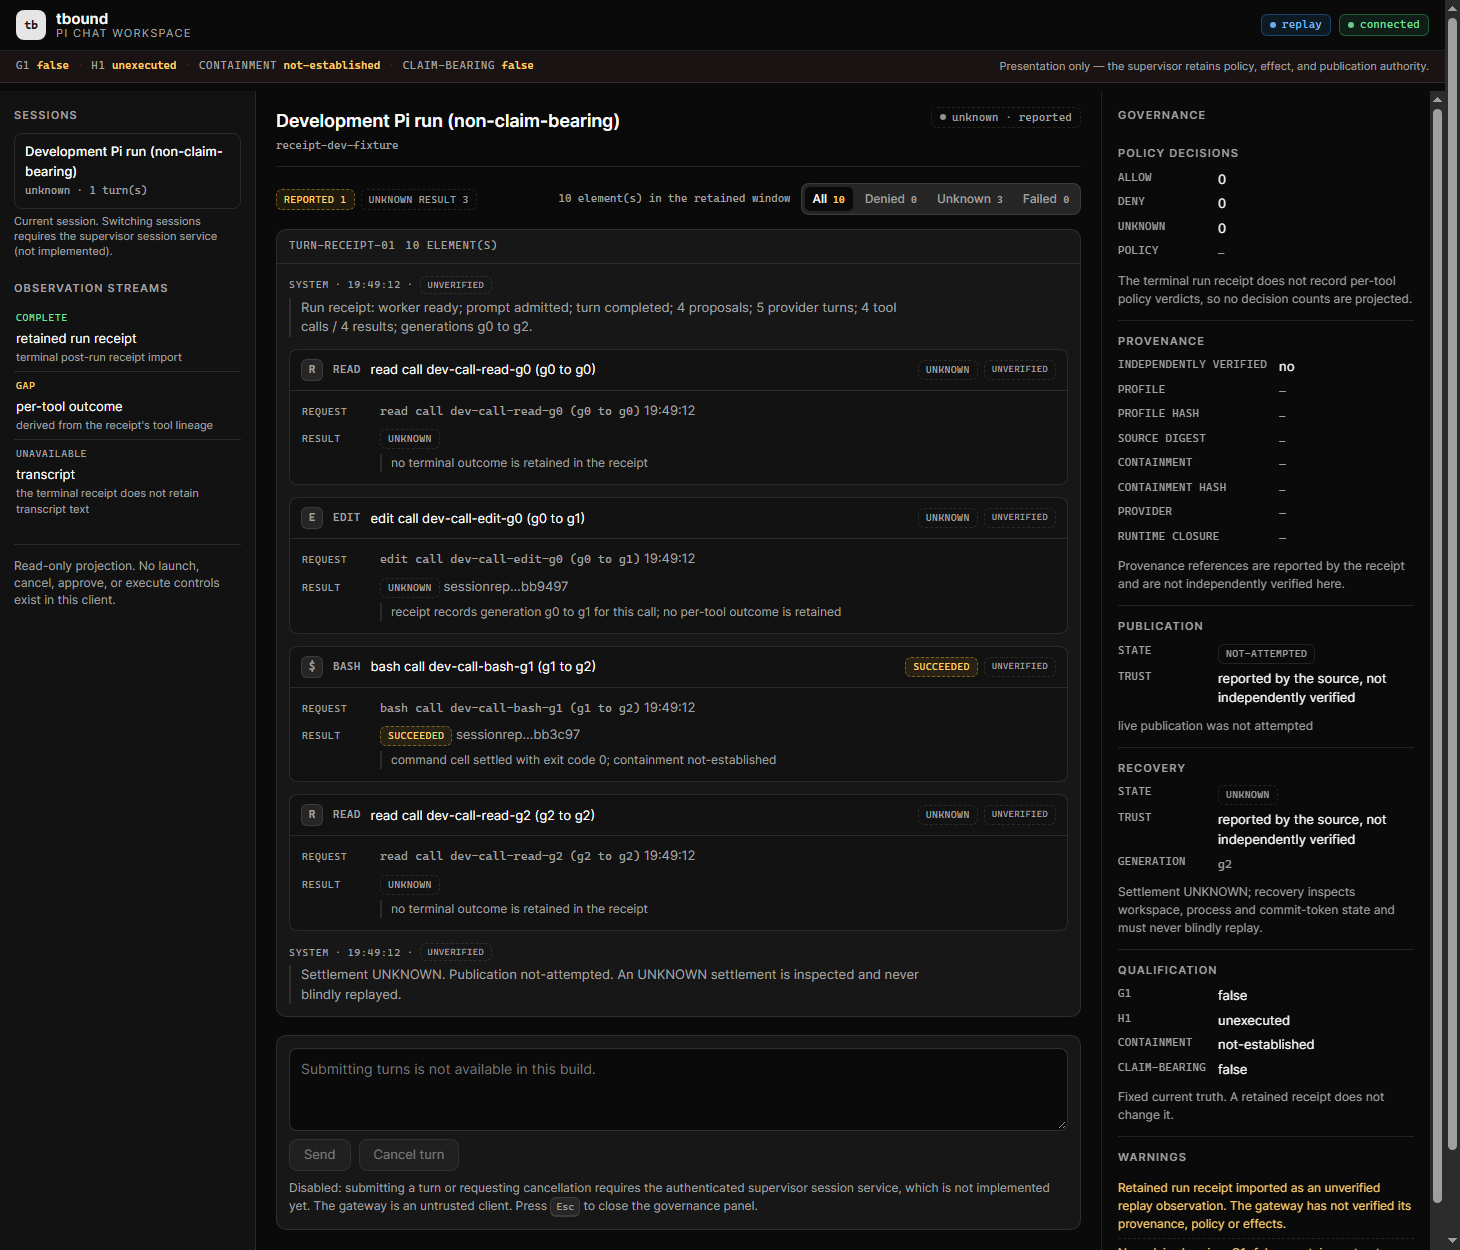 tb
tbound
PI CHAT WORKSPACE
replay
connected
G1 false · H1 unexecuted · CONTAINMENT not-established · CLAIM-BEARING false
Presentation only — the supervisor retains policy, effect, and publication authority.
SESSIONS
Development Pi run (non-claim-
bearing)
unknown · 1 turn(s)
Current session. Switching sessions
requires the supervisor session service
(not implemented).
OBSERVATION STREAMS
COMPLETE
retained run receipt
terminal post-run receipt import
GAP
per-tool outcome
derived from the receipt's tool lineage
UNAVAILABLE
transcript
the terminal receipt does not retain
transcript text
Read-only projection. No launch,
cancel, approve, or execute controls
exist in this client.
Development Pi run (non-claim-bearing)
unknown · reported
receipt-dev-fixture
REPORTED 1
UNKNOWN RESULT 3
10 element(s) in the retained window
All 10
Denied 0
Unknown 3
Failed 0
TURN-RECEIPT-01 10 ELEMENT(S)
SYSTEM · 19:49:12 · UNVERIFIED
Run receipt: worker ready; prompt admitted; turn completed; 4 proposals; 5 provider turns; 4 tool
calls / 4 results; generations g0 to g2.
R READ read call dev-call-read-g0 (g0 to g0) UNKNOWN UNVERIFIED
REQUEST read call dev-call-read-g0 (g0 to g0) 19:49:12
RESULT UNKNOWN
no terminal outcome is retained in the receipt
E EDIT edit call dev-call-edit-g0 (g0 to g1) UNKNOWN UNVERIFIED
REQUEST edit call dev-call-edit-g0 (g0 to g1) 19:49:12
RESULT UNKNOWN sessionrep…bb9497
receipt records generation g0 to g1 for this call; no per-tool outcome is retained
$ BASH bash call dev-call-bash-g1 (g1 to g2) SUCCEEDED UNVERIFIED
REQUEST bash call dev-call-bash-g1 (g1 to g2) 19:49:12
RESULT SUCCEEDED sessionrep…bb3c97
command cell settled with exit code 0; containment not-established
R READ read call dev-call-read-g2 (g2 to g2) UNKNOWN UNVERIFIED
REQUEST read call dev-call-read-g2 (g2 to g2) 19:49:12
RESULT UNKNOWN
no terminal outcome is retained in the receipt
SYSTEM · 19:49:12 · UNVERIFIED
Settlement UNKNOWN. Publication not-attempted. An UNKNOWN settlement is inspected and never
blindly replayed.
Submitting turns is not available in this build.
Send
Cancel turn
Disabled: submitting a turn or requesting cancellation requires the authenticated supervisor session service, which is not implemented
yet. The gateway is an untrusted client. Press Esc to close the governance panel.
GOVERNANCE
POLICY DECISIONS
ALLOW 0
DENY 0
UNKNOWN 0
POLICY –
The terminal run receipt does not record per-tool
policy verdicts, so no decision counts are projected.
PROVENANCE
INDEPENDENTLY VERIFIED no
PROFILE –
PROFILE HASH –
SOURCE DIGEST –
CONTAINMENT –
CONTAINMENT HASH –
PROVIDER –
RUNTIME CLOSURE –
Provenance references are reported by the receipt
and are not independently verified here.
PUBLICATION
STATE NOT-ATTEMPTED
TRUST reported by the source, not
independently verified
live publication was not attempted
RECOVERY
STATE UNKNOWN
TRUST reported by the source, not
independently verified
GENERATION g2
Settlement UNKNOWN; recovery inspects
workspace, process and commit-token state and
must never blindly replay.
QUALIFICATION
G1 false
H1 unexecuted
CONTAINMENT not-established
CLAIM-BEARING false
Fixed current truth. A retained receipt does not
change it.
WARNINGS
Retained run receipt imported as an unverified
replay observation. The gateway has not verified its
provenance, policy or effects.